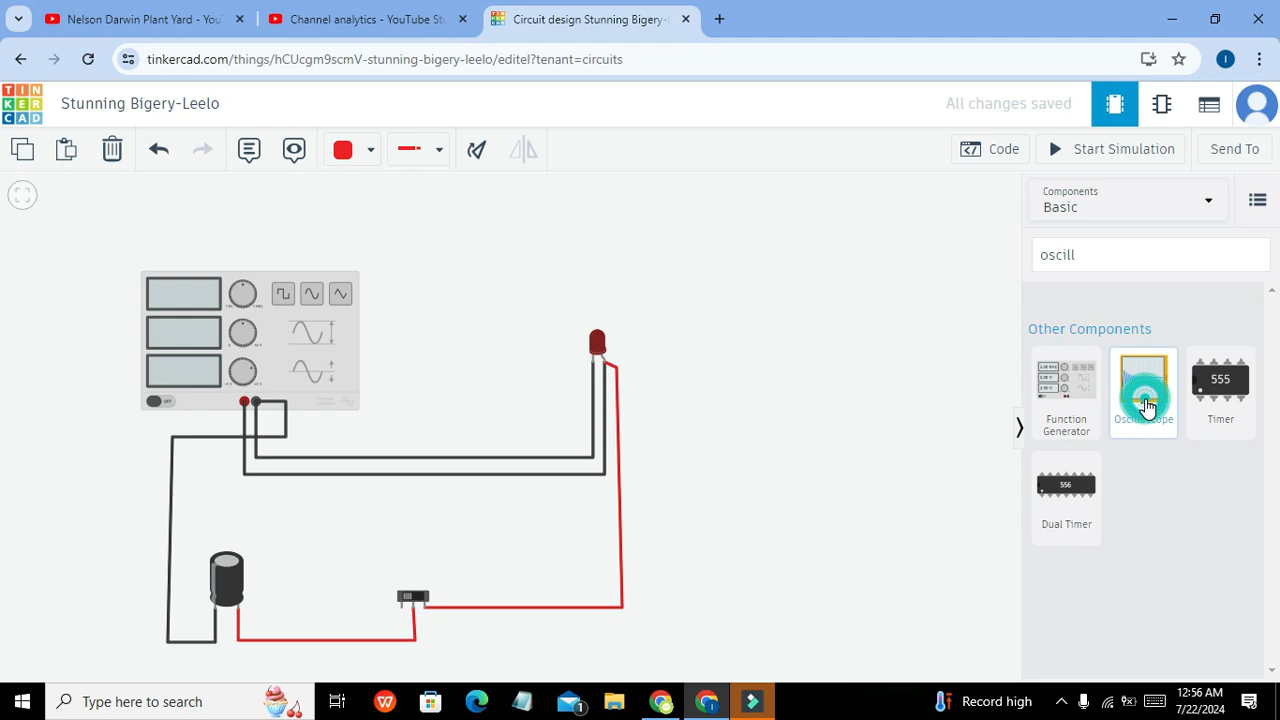 Nelson Darwin Plant Yard - You
Channel analytics - YouTube St
Circuit design Stunning Bigery-
tinkercad.com/things/hCUcgm9scmV-stunning-bigery-leelo/editel?tenant=circuits
I
TIN
KER
CAD
Stunning Bigery-Leelo
All changes saved
Code
Start Simulation
Send To
Components
Basic
oscill
Other Components
Function
Generator
555
Timer
556
Dual Timer
OFF
Type here to search
W
1
Record high
12:56 AM
7/22/2024